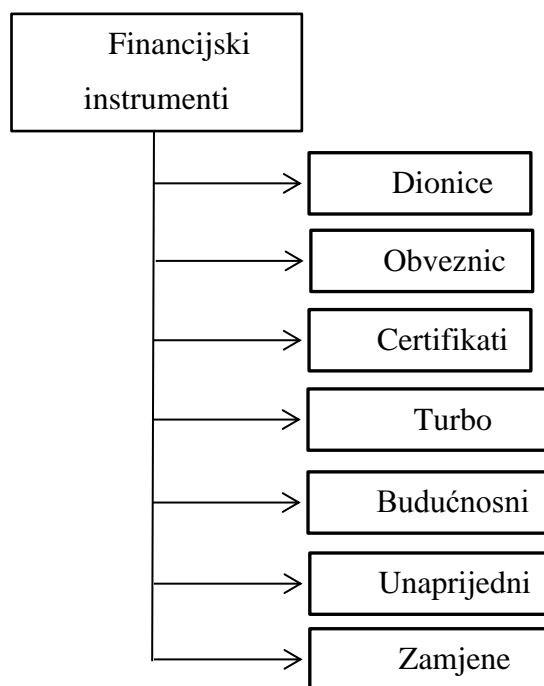 Financijski
instrumenti
Dionice
Obveznic
Certifikati
Turbo
Budućnosni
Unaprijedni
Zamjene